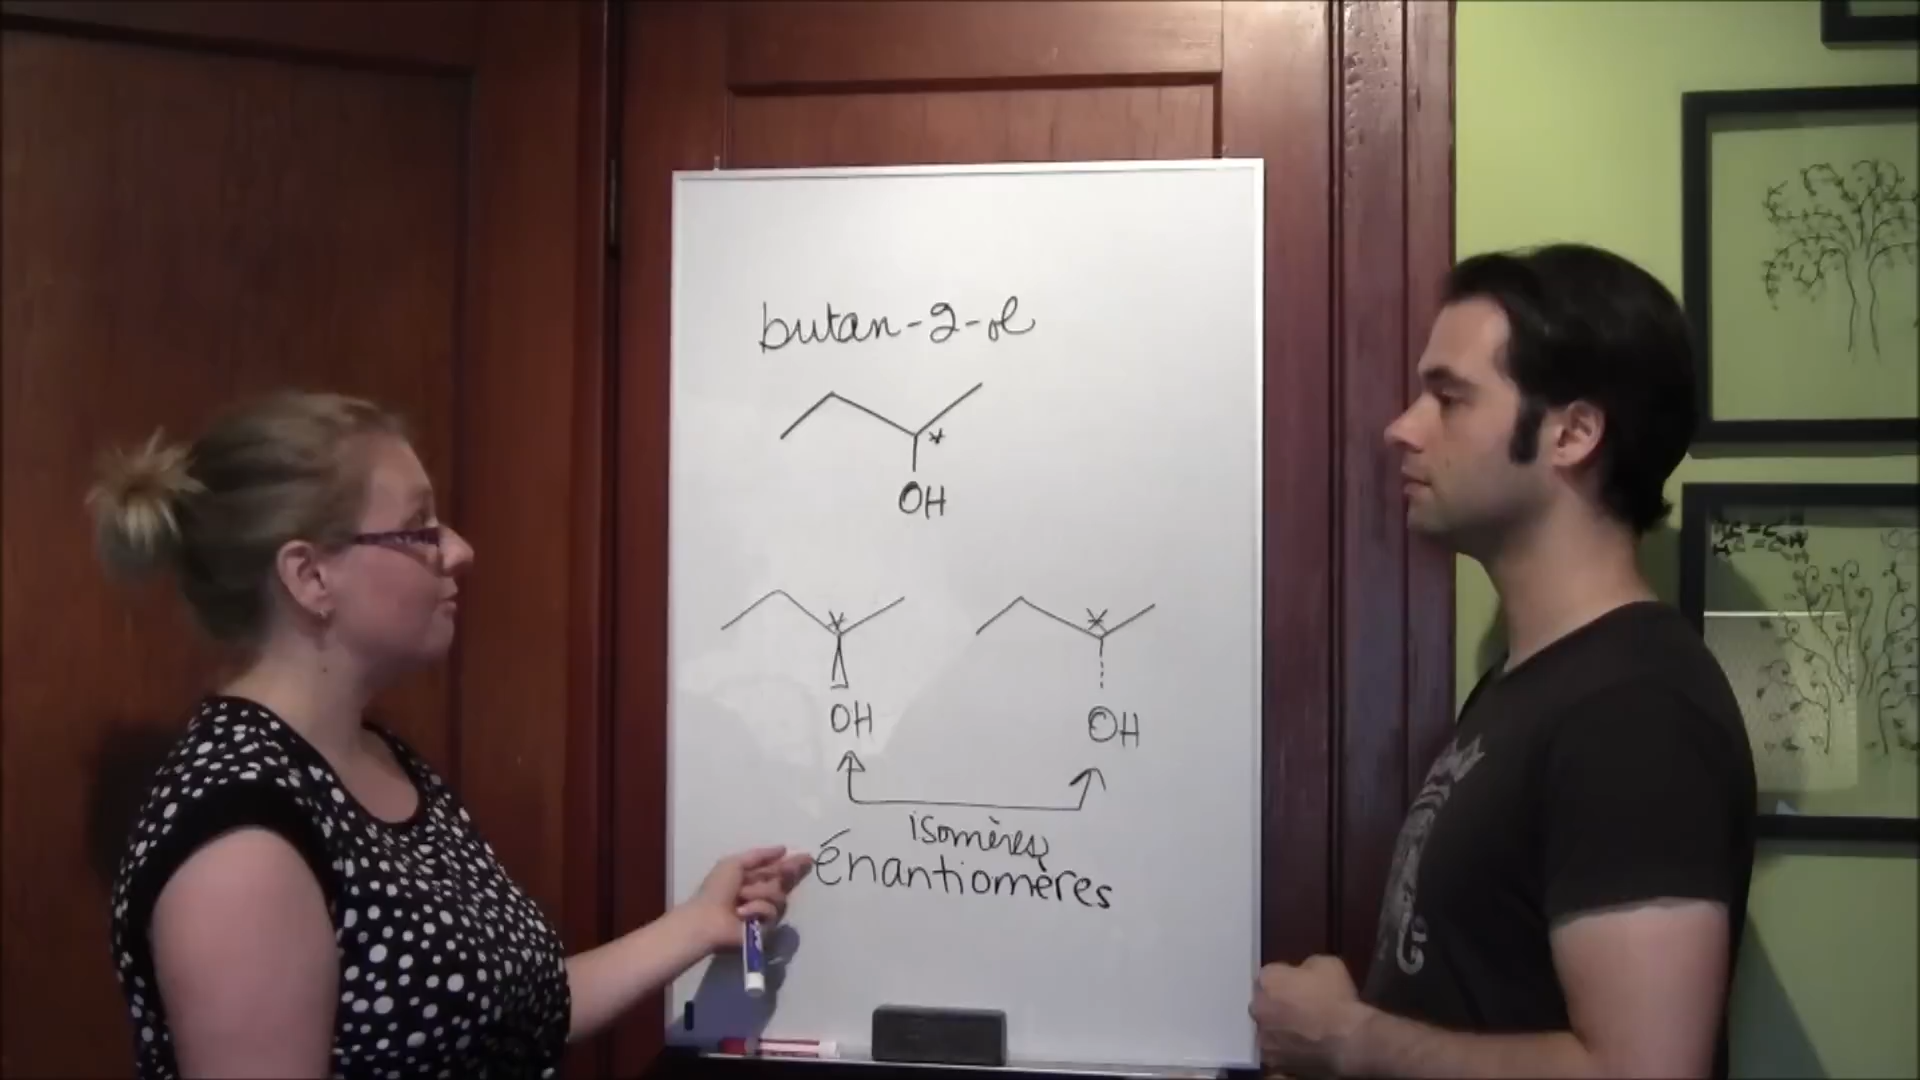 butan-2-ol
*
OH
* *
OH OH
isomères
énantiomères